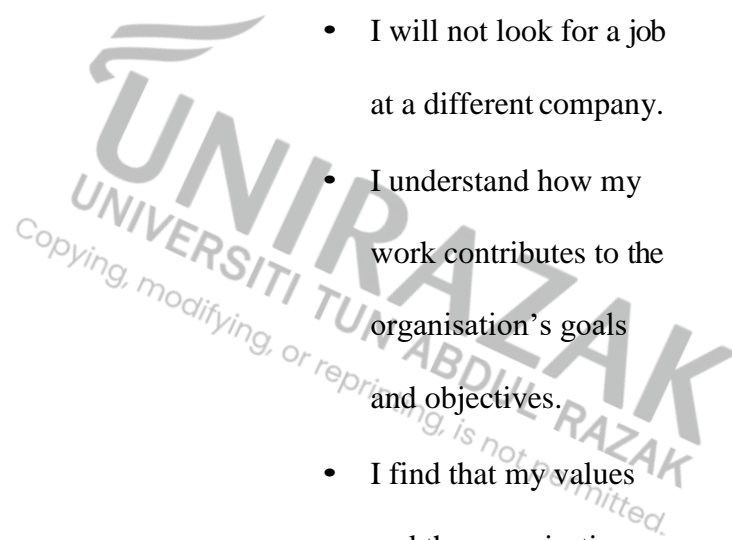 • I will not look for a job
at a different company.
• I understand how my
work contributes to the
organisation’s goals
and objectives.
• I find that my values
UNIRAZAK
UNIVERSITI TUN ABDUL RAZAK
Copying, modifying, or reprinting, is not permitted.